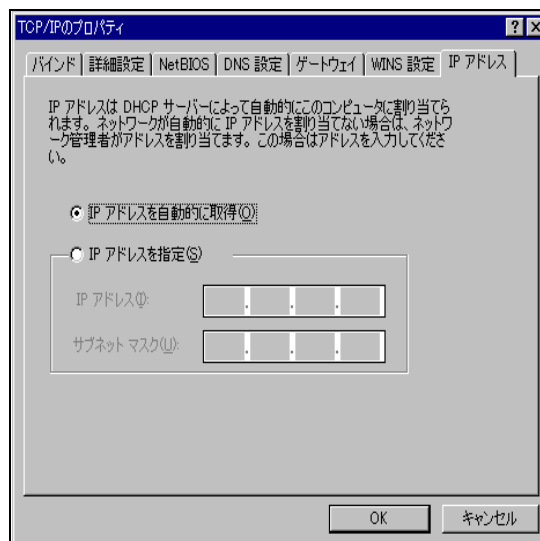 TCP/IPのプロパティ
バインド 詳細設定 NetBIOS DNS 設定 ゲートウェイ WINS 設定 IP アドレス
IP アドレスは DHCP サーバーによって自動的にこのコンピュータに割り当てら
れます。ネットワークが自動的に IP アドレスを割り当てない場合は、ネットワ
ーク管理者がアドレスを割り当てます。この場合はアドレスを入力してくださ
い。
IP アドレスを自動的に取得(O)
IP アドレスを指定(S)
IP アドレス(I):
サブネット マスク(U):
OK キャンセル